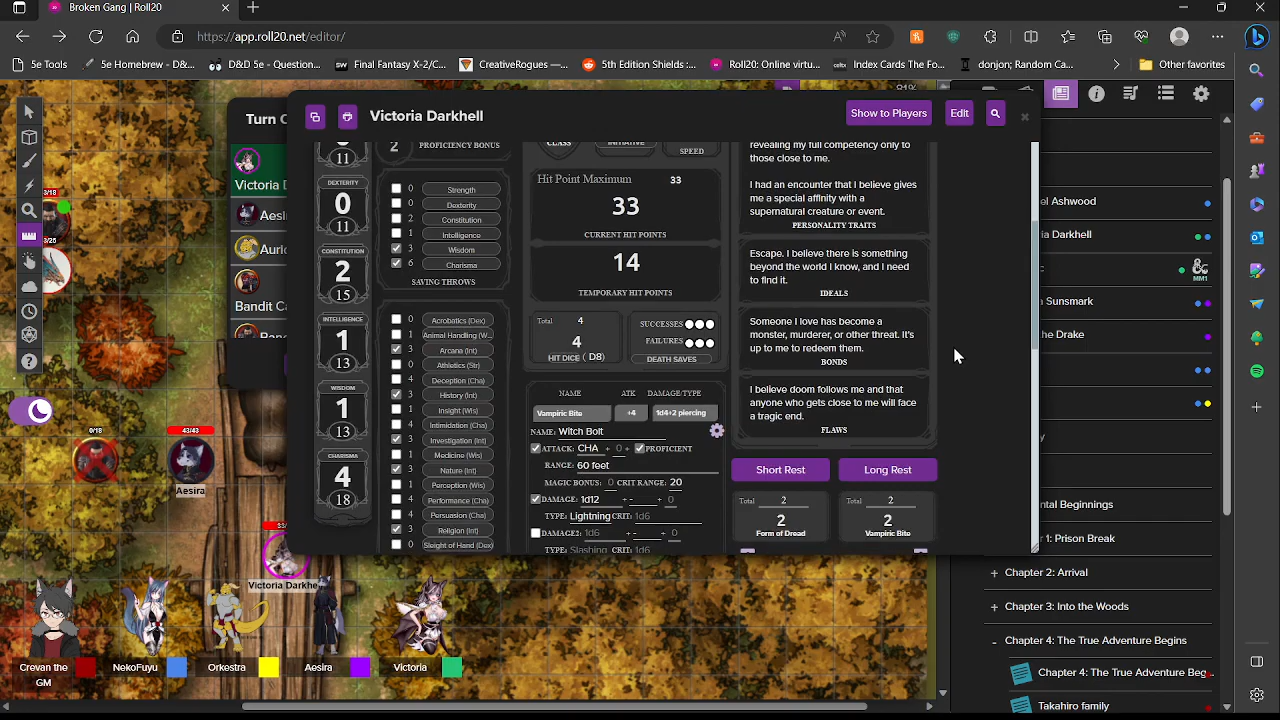 Broken Gang | Roll20
https://app.roll20.net/editor/
5e Tools
5e Homebrew - D&...
D&D 5e - Question...
Final Fantasy X-2/C...
CreativeRogues —...
5th Edition Shields :...
Roll20: Online virtu...
Index Cards The Fo...
donjon; Random Ca...
Other favorites
Turn O
Victoria D
Aesir
Auric
Bandit C
Victoria Darkhell
Show to Players
Edit
11
DEXTERITY
0
11
CONSTITUTION
2
15
INTELLIGENCE
1
13
WISDOM
1
13
CHARISMA
4
18
2
PROFICIENCY BONUS
0 Strength
0 Dexterity
2 Constitution
1 Intelligence
3 Wisdom
6 Charisma
SAVING THROWS
0 Acrobatics (Dex)
1 Animal Handling (W...
3 Arcana (Int)
0 Athletics (Str)
4 Deception (Cha)
3 History (Int)
1 Insight (Wis)
4 Intimidation (Cha)
3 Investigation (Int)
1 Medicine (Wis)
3 Nature (Int)
1 Perception (Wis)
4 Performance (Cha)
4 Persuasion (Cha)
3 Religion (Int)
0 Sleight of Hand (Dex)
CLASS
INITIATIVE
SPEED
Hit Point Maximum 33
33
CURRENT HIT POINTS
14
TEMPORARY HIT POINTS
Total 4
4
HIT DICE ( D8)
SUCCESSES
FAILURES
DEATH SAVES
NAME ATK DAMAGE/TYPE
Vampiric Bite +4 1d4+2 piercing
NAME: Witch Bolt
ATTACK: CHA + 0 + PROFICIENT
RANGE: 60 feet
MAGIC BONUS: 0 CRIT RANGE: 20
DAMAGE: 1d12 + - + 0
TYPE: Lightning CRIT: 1d6
DAMAGE2: 1d6 + - + 0
TYPE: Slashing CRIT: 1d6
revealing my full competency only to
those close to me.
I had an encounter that I believe gives
me a special affinity with a
supernatural creature or event.
PERSONALITY TRAITS
Escape. I believe there is something
beyond the world I know, and I need
to find it.
IDEALS
Someone I love has become a
monster, murderer, or other threat. It's
up to me to redeem them.
BONDS
I believe doom follows me and that
anyone who gets close to me will face
a tragic end.
FLAWS
Short Rest
Long Rest
Total 2
2
Form of Dread
Total 2
2
Vampiric Bite
el Ashwood
ia Darkhell
MM1
a Sunsmark
the Drake
al Beginnings
1: Prison Break
Chapter 2: Arrival
Chapter 3: Into the Woods
Chapter 4: The True Adventure Begins
Chapter 4: The True Adventure Beg...
Takahiro family
3/18
0/18
43/43
Aesira
Victoria Darkhe
Crevan the
GM
NekoFuyu
Orkestra
Aesira
Victoria